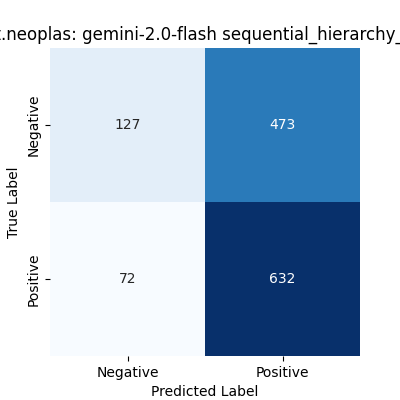 t.neoplas: gemini-2.0-flash sequential_hierarchy_
True Label
Negative
127
473
Positive
72
632
Negative
Positive
Predicted Label